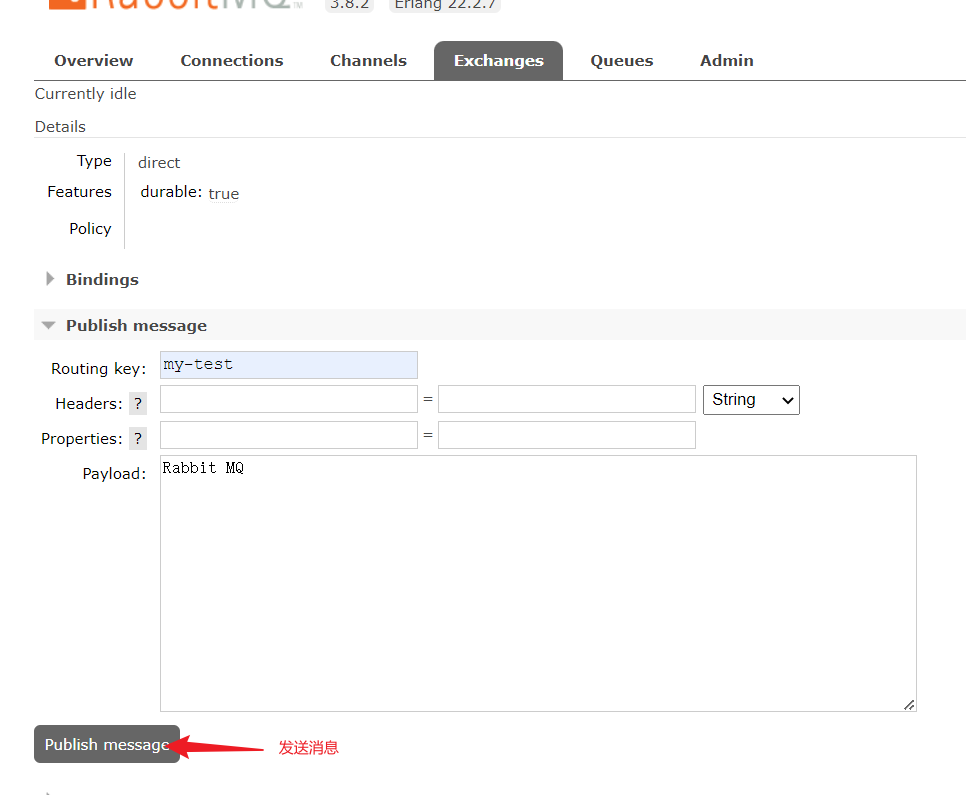 RabbitMQ TM 3.8.2 Erlang 22.2.7
Overview Connections Channels Exchanges Queues Admin
Currently idle
Details
Type direct
Features durable: true
Policy
Bindings
Publish message
Routing key: my-test
Headers: ? = String
Properties: ? =
Payload: Rabbit MQ
Publish message 发送消息